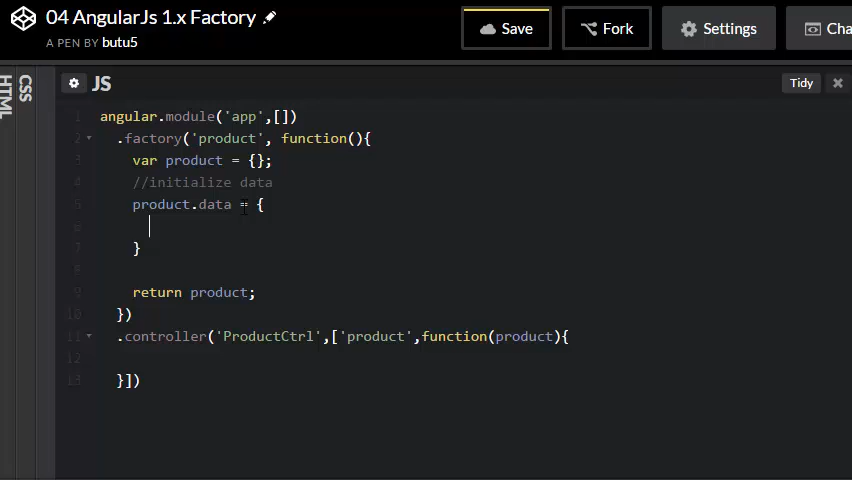 04 AngularJs 1.x Factory
A PEN BY butu5
Save
Fork
Settings
Cha
HTML
CSS
JS
Tidy
1 angular.module('app',[])
2 .factory('product', function(){
3 var product = {};
4 //initialize data
5 product.data = {
6
7 }
8
9 return product;
10 })
11 .controller('ProductCtrl',['product',function(product){
12
13 }])